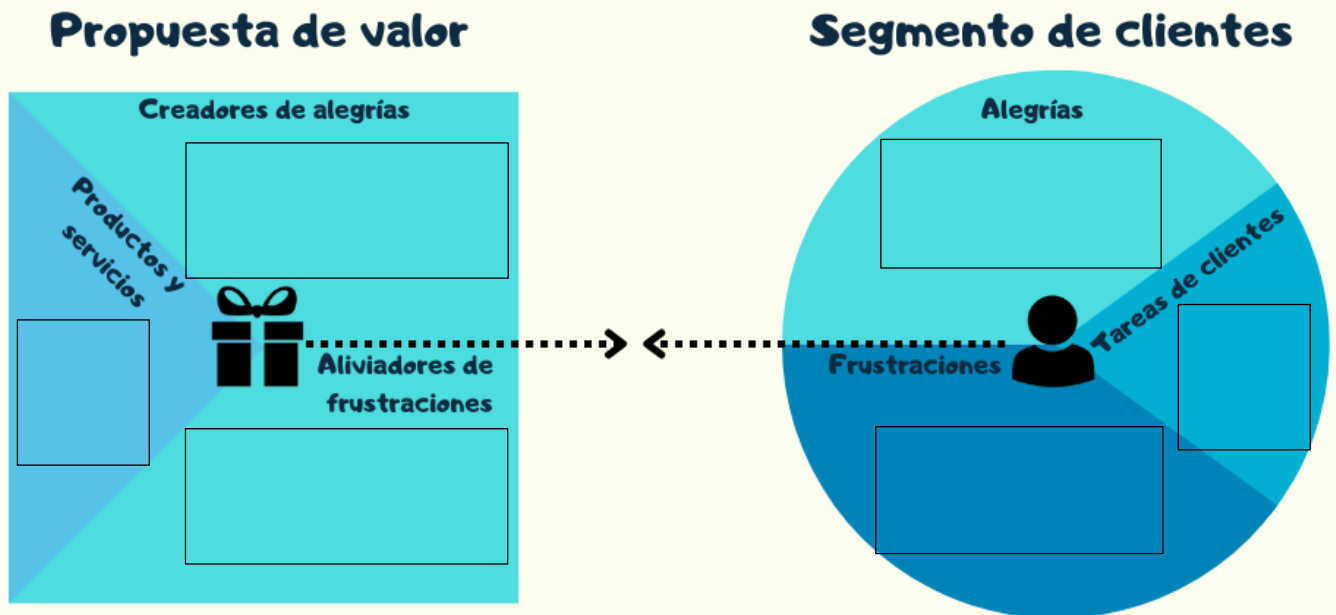 Propuesta de valor
Creadores de alegrías
Productos y
servicios
Aliviadores de
frustraciones
Segmento de clientes
Alegrías
Tareas de clientes
Frustraciones